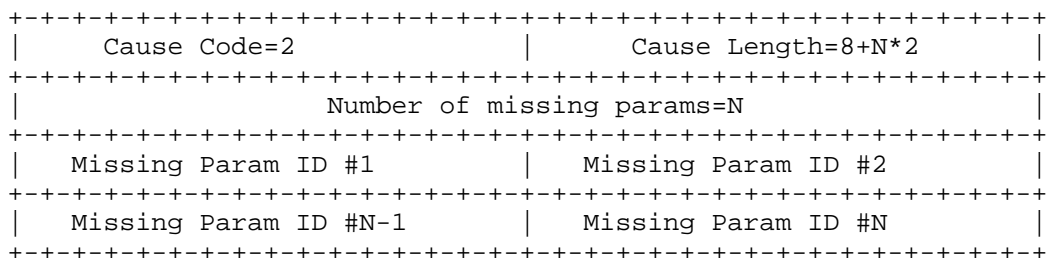 +-+-+-+-+-+-+-+-+-+-+-+-+-+-+-+-+-+-+-+-+-+-+-+-+-+-+-+-+-+-+-+-+
|     Cause Code=2              |      Cause Length=8+N*2       |
+-+-+-+-+-+-+-+-+-+-+-+-+-+-+-+-+-+-+-+-+-+-+-+-+-+-+-+-+-+-+-+-+
|                   Number of missing params=N                  |
+-+-+-+-+-+-+-+-+-+-+-+-+-+-+-+-+-+-+-+-+-+-+-+-+-+-+-+-+-+-+-+-+
|   Missing Param ID #1         |   Missing Param ID #2         |
+-+-+-+-+-+-+-+-+-+-+-+-+-+-+-+-+-+-+-+-+-+-+-+-+-+-+-+-+-+-+-+-+
|   Missing Param ID #N-1       |   Missing Param ID #N         |
+-+-+-+-+-+-+-+-+-+-+-+-+-+-+-+-+-+-+-+-+-+-+-+-+-+-+-+-+-+-+-+-+